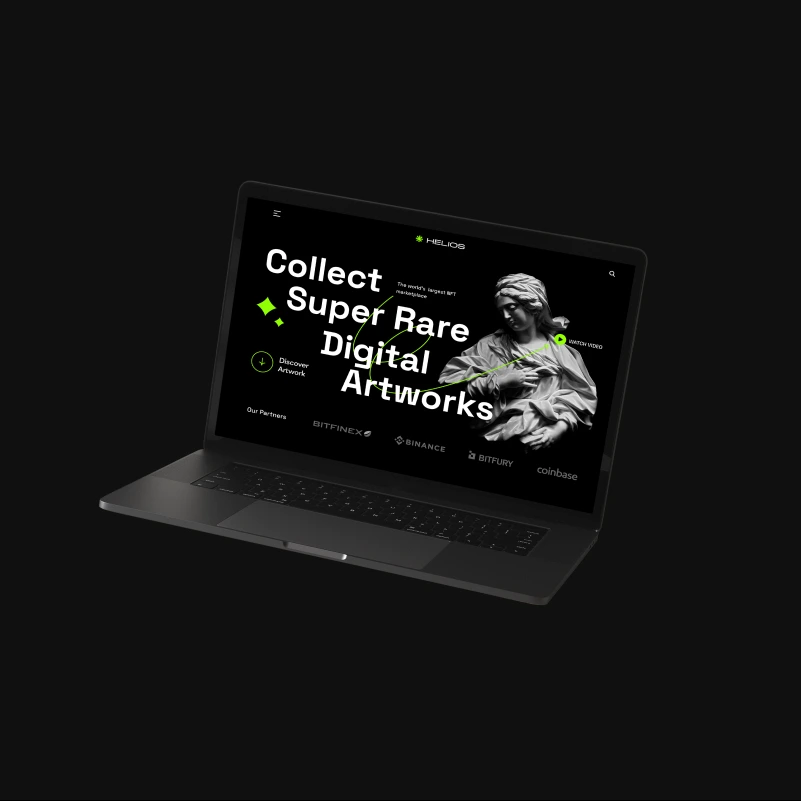 HELIOS
Collect
The world's largest NFT
marketplace
Super Rare
Digital
Artworks
WATCH VIDEO
Discover
Artwork
Our Partners
BITFINEX
BINANCE
BITFURY
coinbase